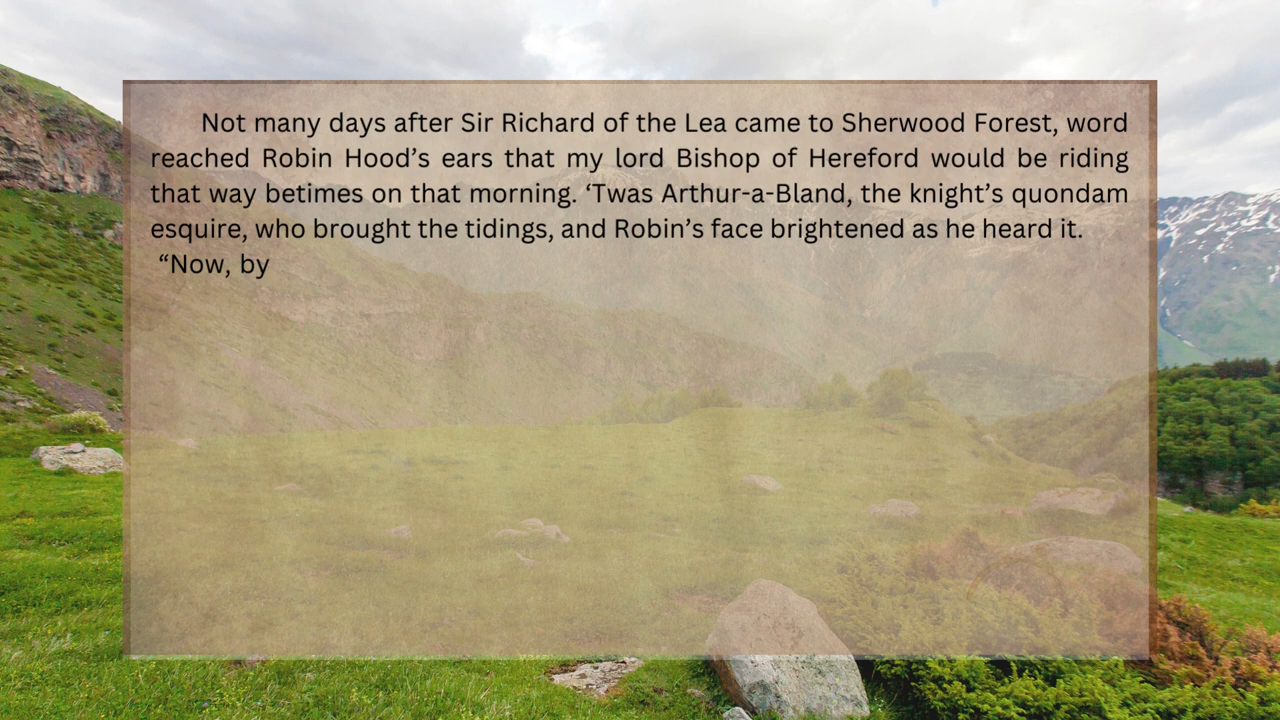 Not many days after Sir Richard of the Lea came to Sherwood Forest, word
reached Robin Hood’s ears that my lord Bishop of Hereford would be riding
that way betimes on that morning. ‘Twas Arthur-a-Bland, the knight’s quondam
esquire, who brought the tidings, and Robin’s face brightened as he heard it.
“Now, by